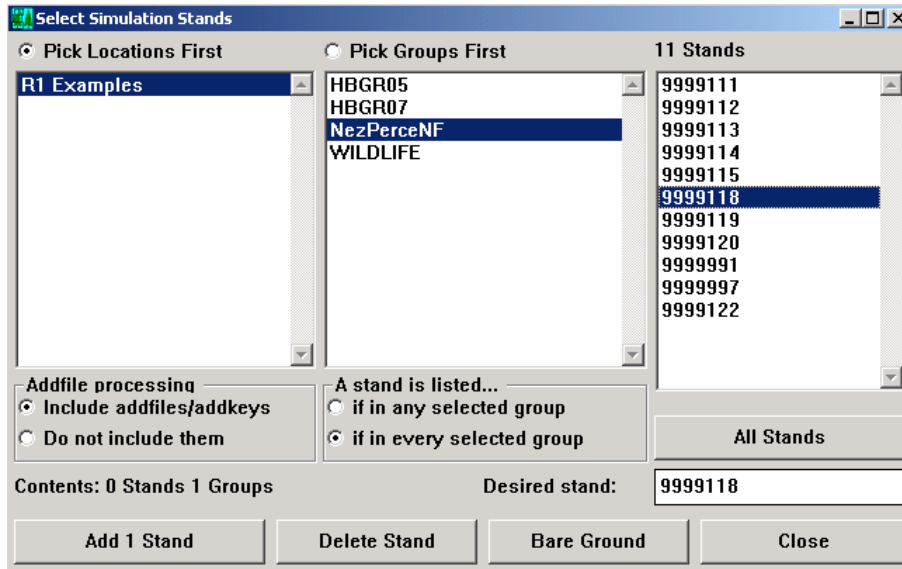 Select Simulation Stands
Pick Locations First
Pick Groups First
11 Stands
R1 Examples
HBGR05
HBGR07
NezPerceNF
WILDLIFE
9999111
9999112
9999113
9999114
9999115
9999118
9999119
9999120
9999991
9999997
9999122
Addfile processing
Include addfiles/addkeys
Do not include them
A stand is listed...
if in any selected group
if in every selected group
All Stands
Contents: 0 Stands 1 Groups
Desired stand:
9999118
Add 1 Stand
Delete Stand
Bare Ground
Close